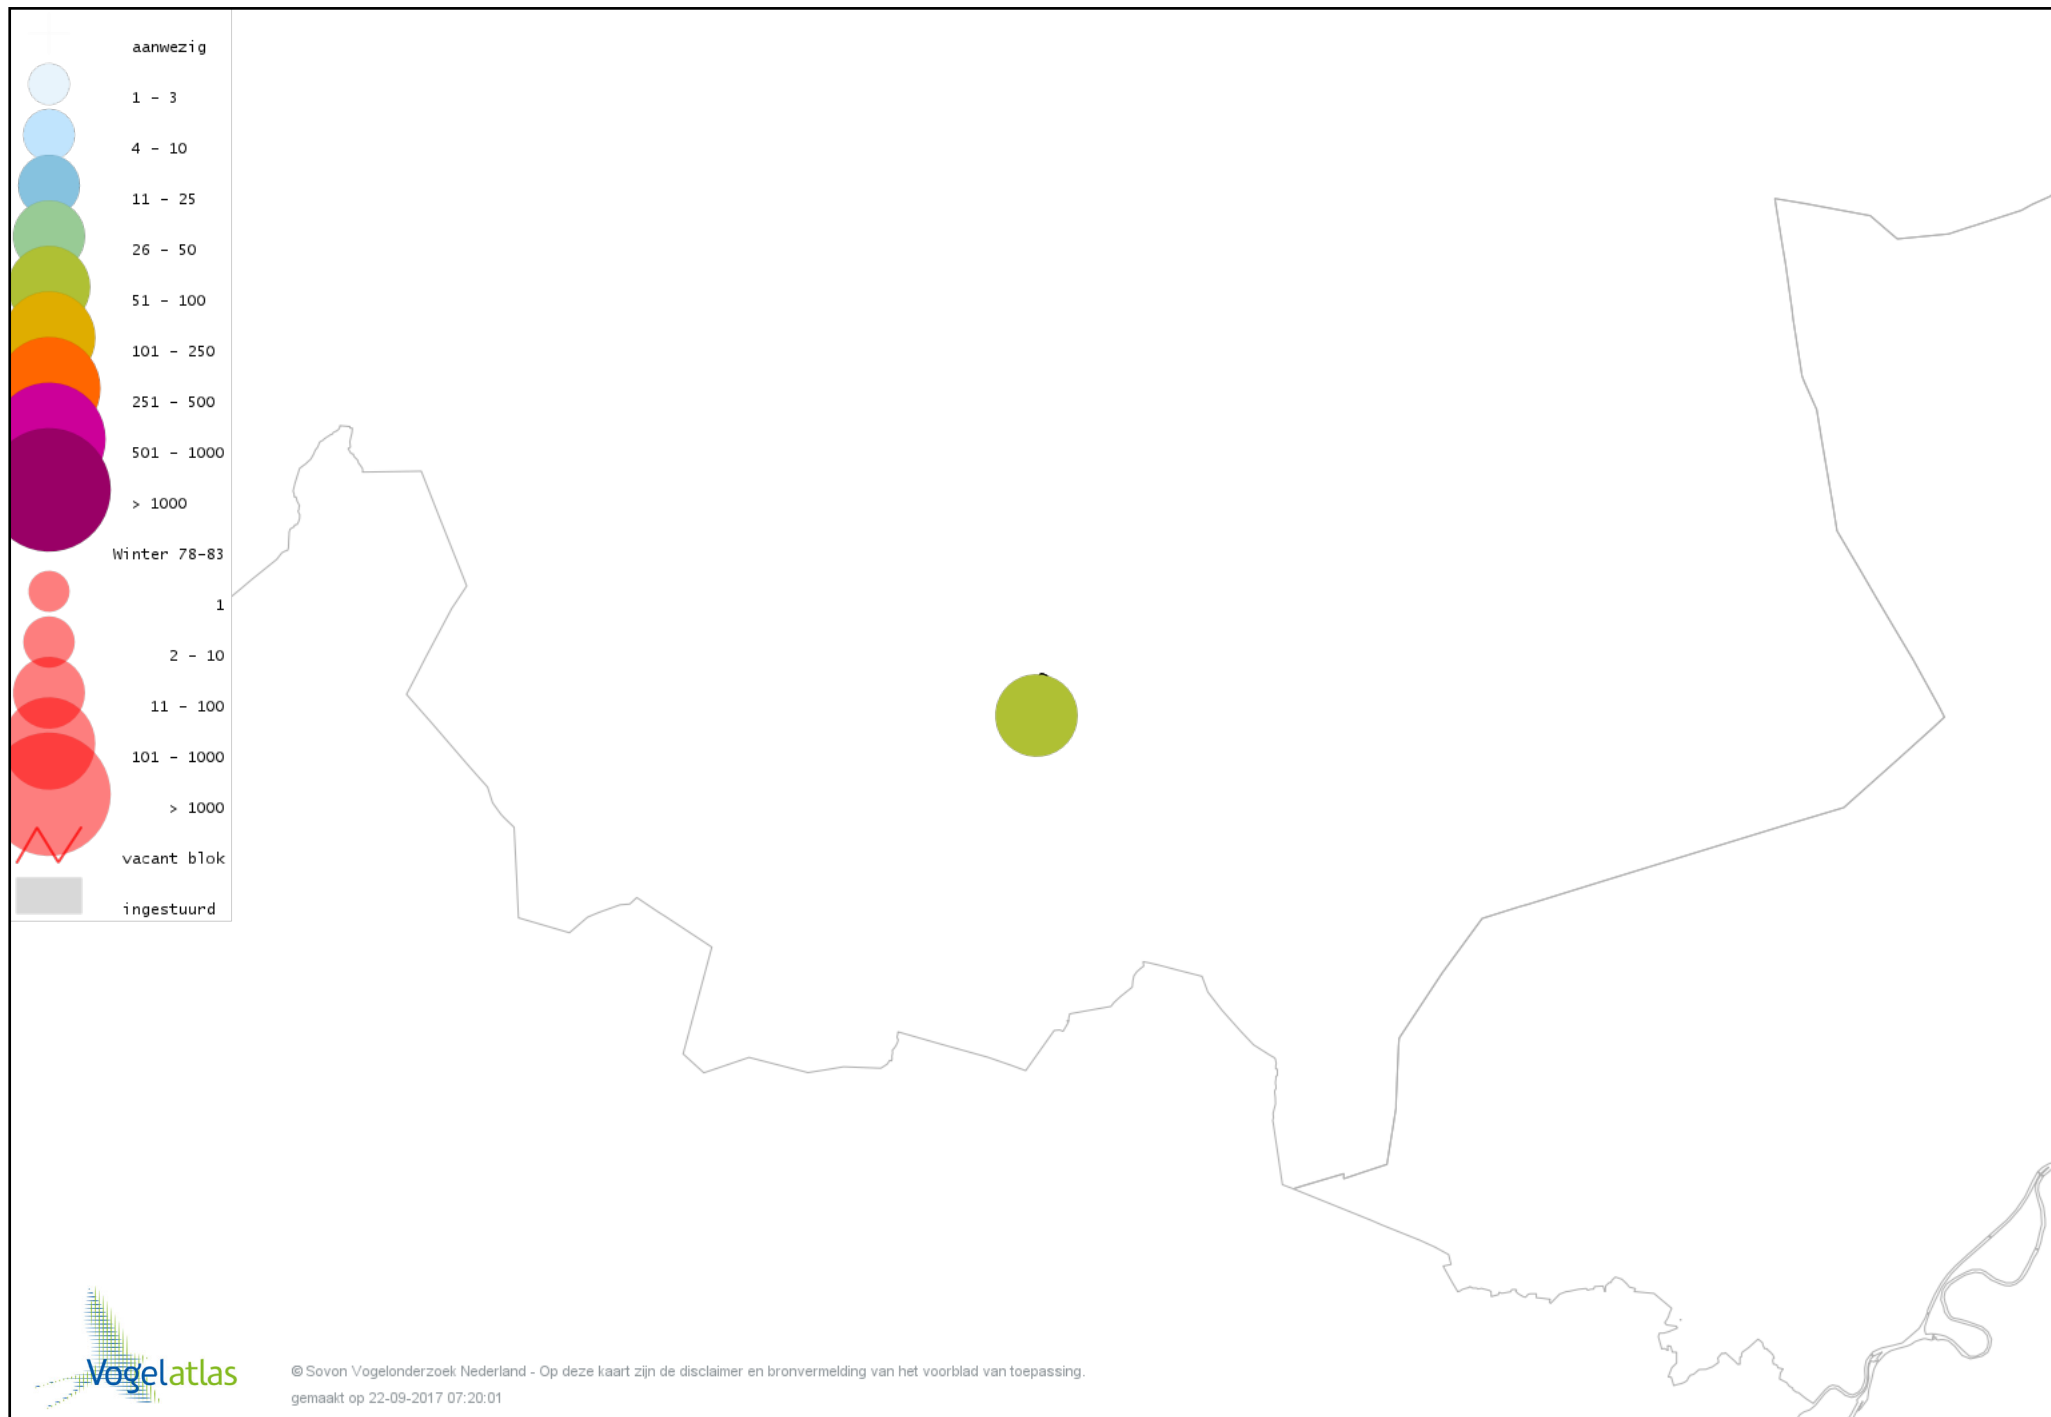 aanwezig
1 - 3
4 - 10
11 - 25
26 - 50
51 - 100
101 - 250
251 - 500
501 - 1000
> 1000
Winter 78-83
1
2 - 10
11 - 100
101 - 1000
> 1000
vacant blok
ingestuurd
Vogelatlas
© Sovon Vogelonderzoek Nederland - Op deze kaart zijn de disclaimer en bronvermelding van het voorblad van toepassing.
gemaakt op 22-09-2017 07:20:01